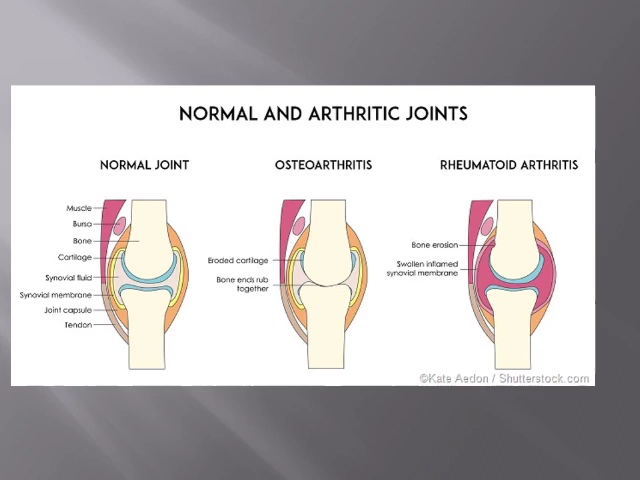 NORMAL AND ARTHRITIC JOINTS
NORMAL JOINT
Muscle
Bursa
Bone
Cartilage
Synovial fluid
Synovial membrane
Joint capsule
Tendon
OSTEOARTHRITIS
Eroded cartilage
Bone ends rub
together
RHEUMATOID ARTHRITIS
Bone erosion
Swollen inflamed
synovial membrane
©Kate Aedon / Shutterstock.com